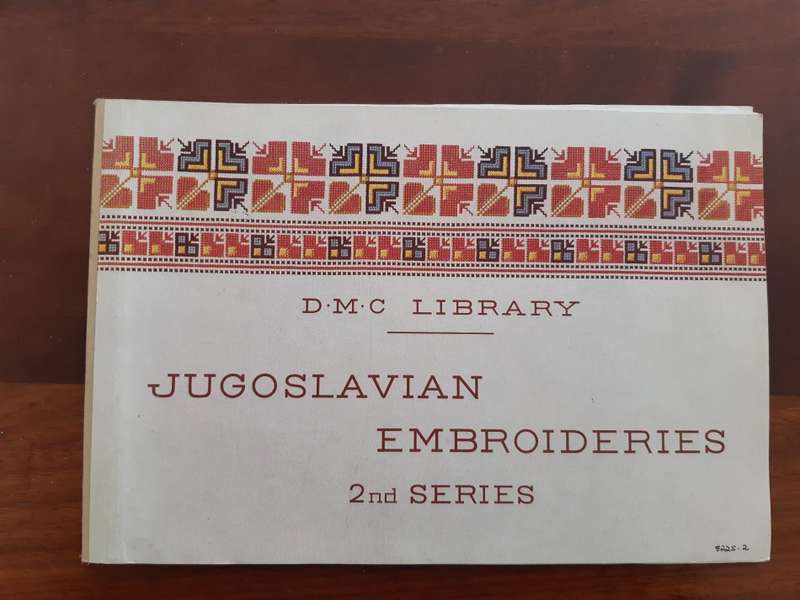 D·M·C LIBRARY
JUGOSLAVIAN
EMBROIDERIES
2nd SERIES